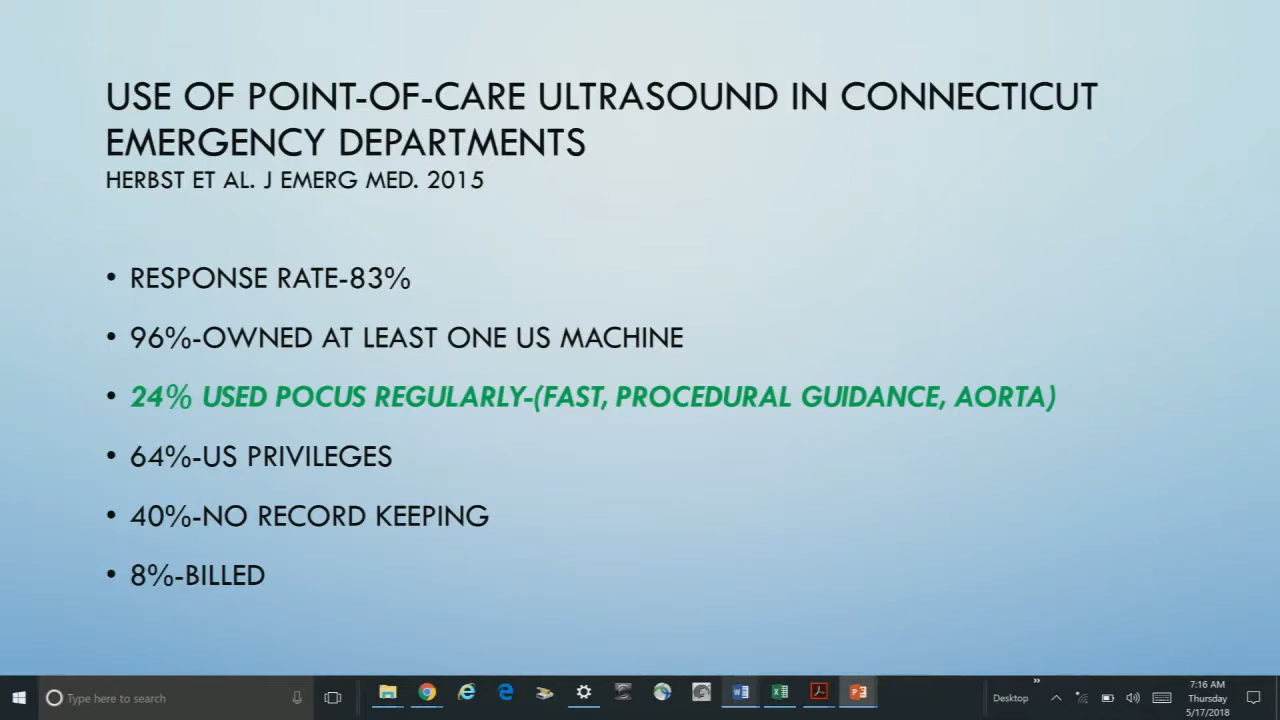 USE OF POINT-OF-CARE ULTRASOUND IN CONNECTICUT
EMERGENCY DEPARTMENTS
HERBST ET AL. J EMERG MED. 2015
• RESPONSE RATE-83%
• 96%-OWNED AT LEAST ONE US MACHINE
• 24% USED POCUS REGULARLY-(FAST, PROCEDURAL GUIDANCE, AORTA)
• 64%-US PRIVILEGES
• 40%-NO RECORD KEEPING
• 8%-BILLED
Type here to search
Desktop
7:16 AM
Thursday
5/17/2018